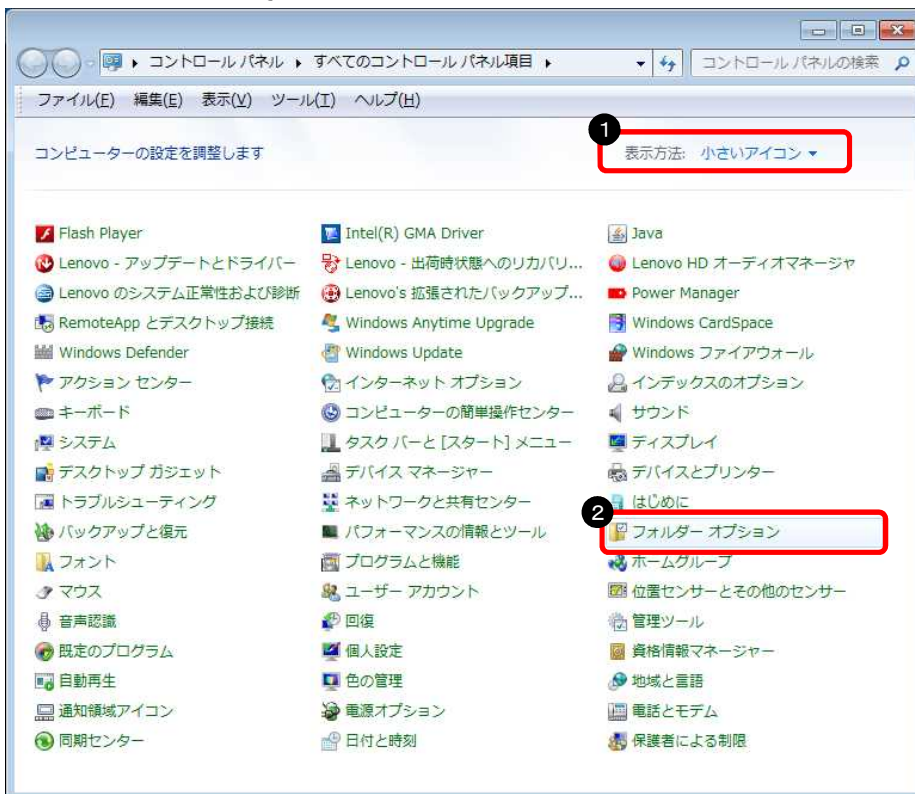 コントロール パネル ▸ すべてのコントロール パネル項目 ▸
コントロール パネルの検索
ファイル(F) 編集(E) 表示(V) ツール(T) ヘルプ(H)
コンピューターの設定を調整します
1
表示方法: 小さいアイコン
Flash Player Intel(R) GMA Driver Java
Lenovo - アップデートとドライバー Lenovo - 出荷時状態へのリカバリ... Lenovo HD オーディオマネージャ
Lenovo のシステム正常性および診断 Lenovo's 拡張されたバックアップ... Power Manager
RemoteApp とデスクトップ接続 Windows Anytime Upgrade Windows CardSpace
Windows Defender Windows Update Windows ファイアウォール
アクション センター インターネット オプション インデックスのオプション
キーボード コンピューターの簡単操作センター サウンド
システム タスク バーと [スタート] メニュー ディスプレイ
デスクトップ ガジェット デバイス マネージャー デバイスとプリンター
トラブルシューティング ネットワークと共有センター はじめに
2
バックアップと復元 パフォーマンスの情報とツール フォルダー オプション
フォント プログラムと機能 ホームグループ
マウス ユーザー アカウント 位置センサーとその他のセンサー
音声認識 回復 管理ツール
既定のプログラム 個人設定 資格情報マネージャー
自動再生 色の管理 地域と言語
通知領域アイコン 電源オプション 電話とモデム
同期センター 日付と時刻 保護者による制限